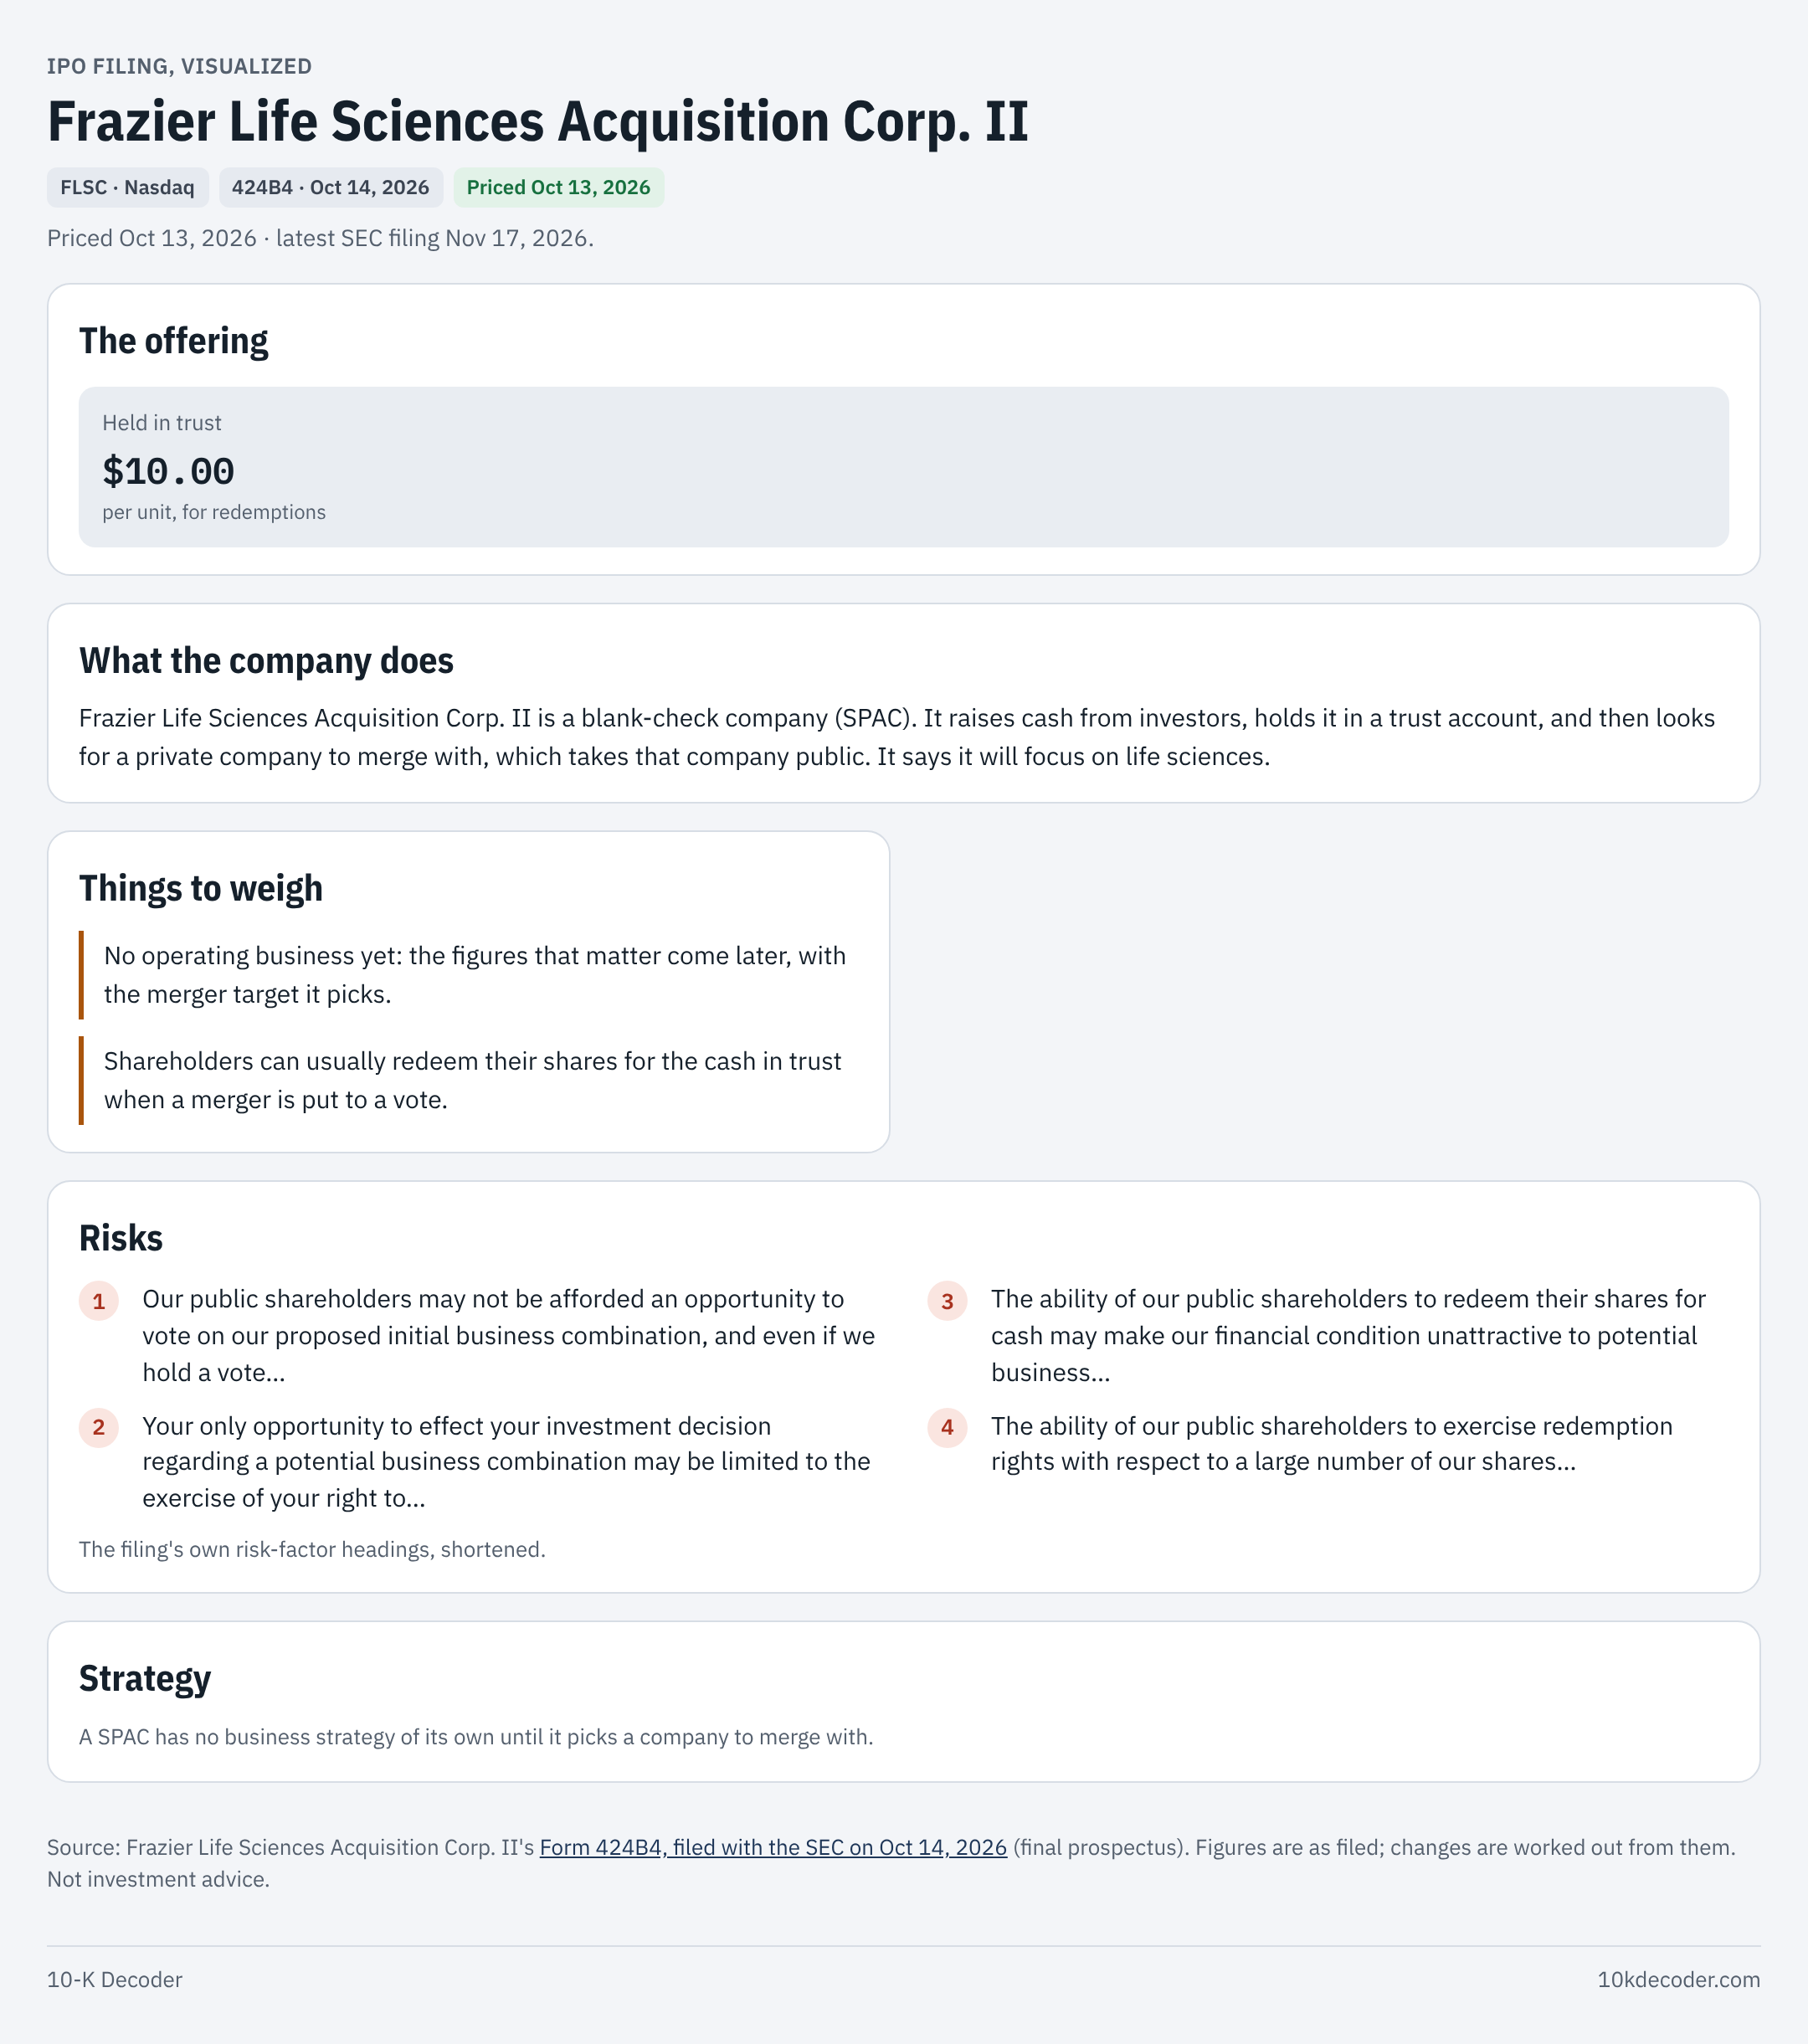 IPO FILING, VISUALIZED
Frazier Life Sciences Acquisition Corp. II
FLSC · Nasdaq
424B4 · Oct 14, 2026
Priced Oct 13, 2026
Priced Oct 13, 2026 · latest SEC filing Nov 17, 2026.
The offering
Held in trust
$10.00
per unit, for redemptions
What the company does
Frazier Life Sciences Acquisition Corp. II is a blank-check company (SPAC). It raises cash from investors, holds it in a trust account, and then looks
for a private company to merge with, which takes that company public. It says it will focus on life sciences.
Things to weigh
No operating business yet: the figures that matter come later, with
the merger target it picks.
Shareholders can usually redeem their shares for the cash in trust
when a merger is put to a vote.
Risks
1
Our public shareholders may not be afforded an opportunity to
vote on our proposed initial business combination, and even if we
hold a vote...
2
Your only opportunity to effect your investment decision
regarding a potential business combination may be limited to the
exercise of your right to...
3
The ability of our public shareholders to redeem their shares for
cash may make our financial condition unattractive to potential
business...
4
The ability of our public shareholders to exercise redemption
rights with respect to a large number of our shares...
The filing's own risk-factor headings, shortened.
Strategy
A SPAC has no business strategy of its own until it picks a company to merge with.
Source: Frazier Life Sciences Acquisition Corp. II's Form 424B4, filed with the SEC on Oct 14, 2026 (final prospectus). Figures are as filed; changes are worked out from them.
Not investment advice.
10-K Decoder
10kdecoder.com